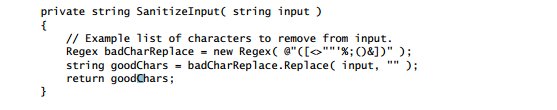 private string SanitizeInput( string input )
{
// Example list of characters to remove from input.
Regex badCharReplace = new Regex( @"([<>""'%;()&])" );
string goodChars = badCharReplace.Replace( input, "" );
return goodChars;
}